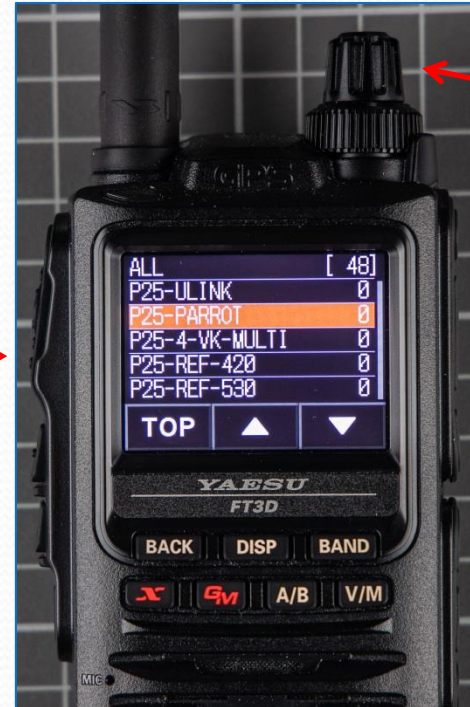 GPS
ALL [ 48]
P25-ULINK 0
P25-PARROT 0
P25-4-VK-MULTI 0
P25-REF-420 0
P25-REF-530 0
TOP ▲ ▼
YAESU
FT3D
BACK DISP BAND
X GM A/B V/M
MIC